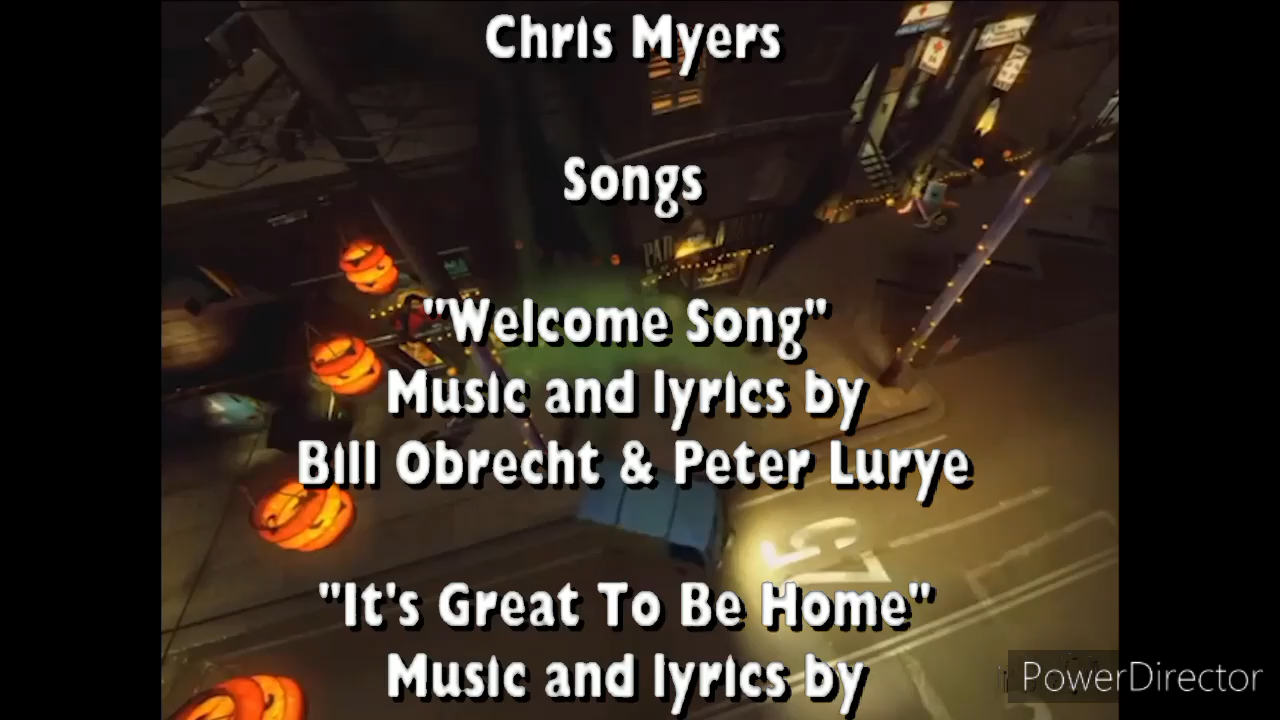 Chris Myers
Songs
"Welcome Song"
Music and lyrics by
Bill Obrecht & Peter Lurye
"It's Great To Be Home"
Music and lyrics by
PowerDirector